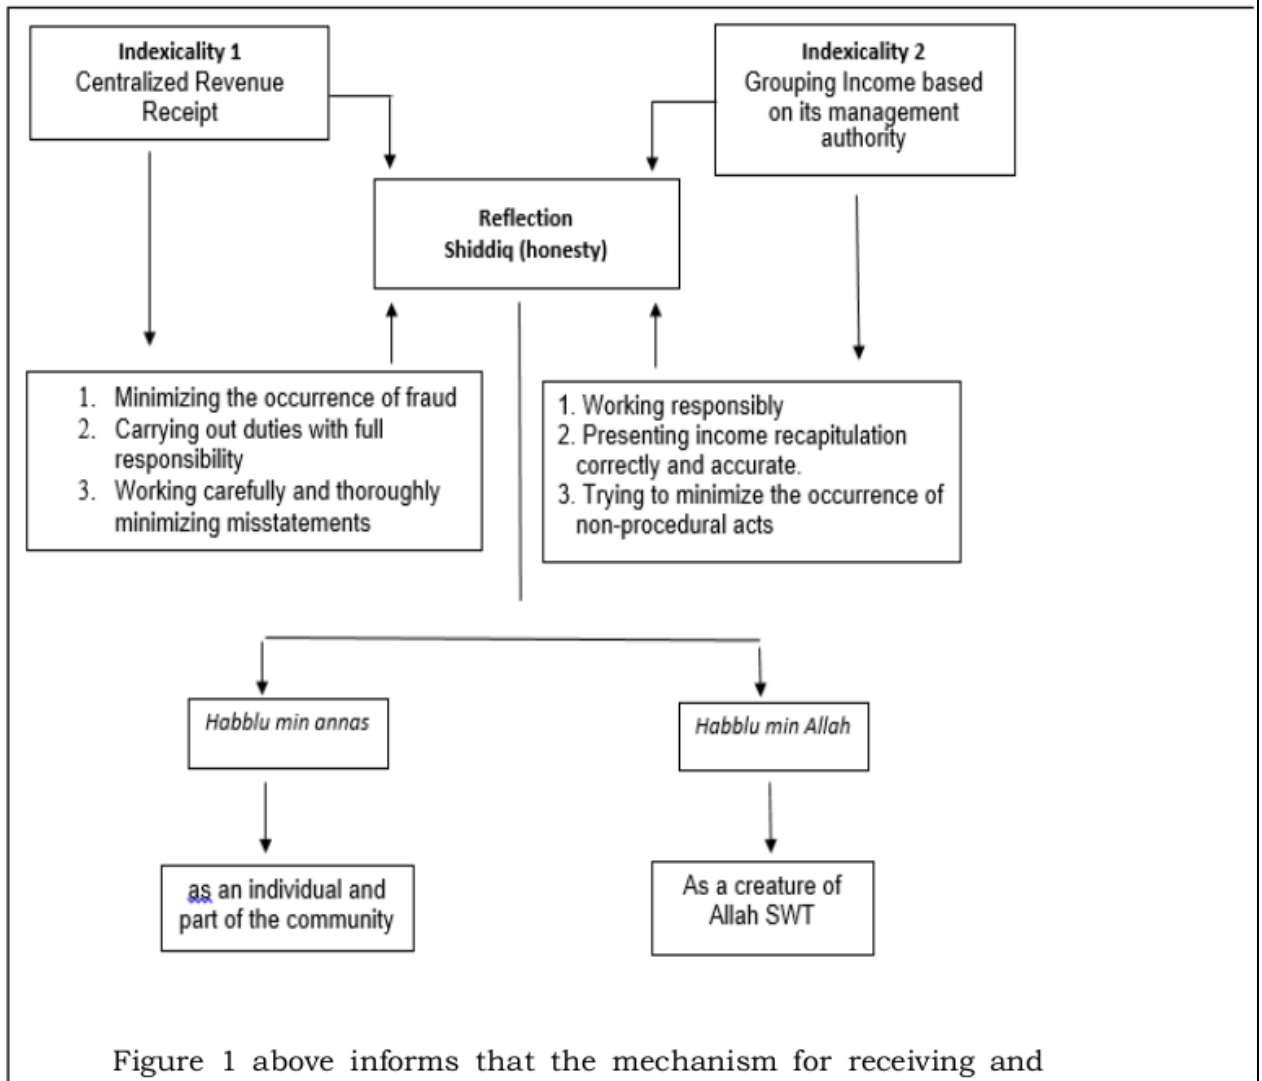 Indexicality 1
Centralized Revenue
Receipt
Indexicality 2
Grouping Income based
on its management
authority
Reflection
Shiddiq (honesty)
1. Minimizing the occurrence of fraud
2. Carrying out duties with full
responsibility
3. Working carefully and thoroughly
minimizing misstatements
1. Working responsibly
2. Presenting income recapitulation
correctly and accurate.
3. Trying to minimize the occurrence of
non-procedural acts
Habblu min annas
Habblu min Allah
as an individual and
part of the community
As a creature of
Allah SWT
Figure 1 above informs that the mechanism for receiving and